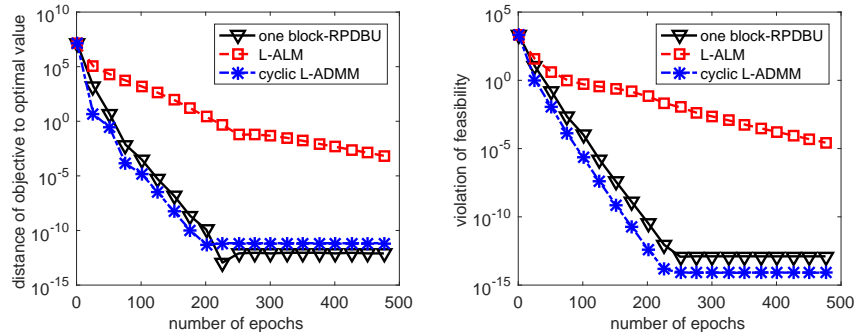 distance of objective to optimal value
10^10
10^5
10^0
10^-5
10^-10
10^-15
one block-RPDBU
L-ALM
cyclic L-ADMM
0 100 200 300 400 500
number of epochs
violation of feasibility
10^5
10^0
10^-5
10^-10
10^-15
one block-RPDBU
L-ALM
cyclic L-ADMM
0 100 200 300 400 500
number of epochs